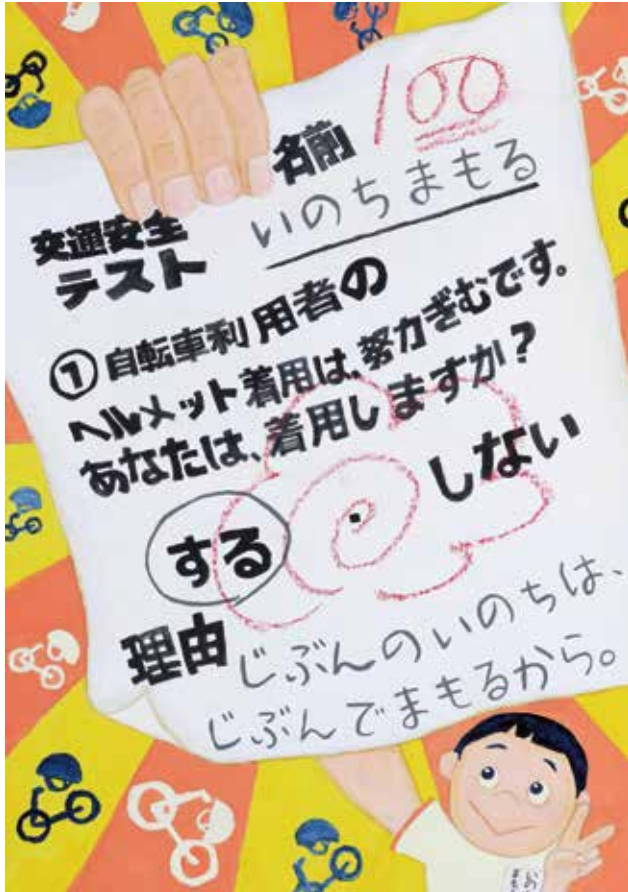 100
名前
いのちまもる
交通安全
テスト
①自転車利用者の
ヘルメット着用は、努力ぎむです。
あなたは、着用しますか？
する・しない
理由 じぶんのいのちは、
じぶんでまもるから。